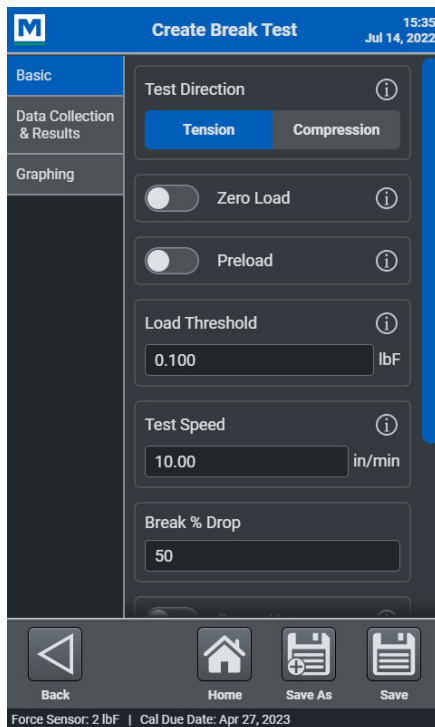 M
Create Break Test
15:35
Jul 14, 2022
Basic
Data Collection
& Results
Graphing
Test Direction
Tension
Compression
Zero Load
Preload
Load Threshold
0.100
lbF
Test Speed
10.00
in/min
Break % Drop
50
Back
Home
Save As
Save
Force Sensor: 2 lbF | Cal Due Date: Apr 27, 2023